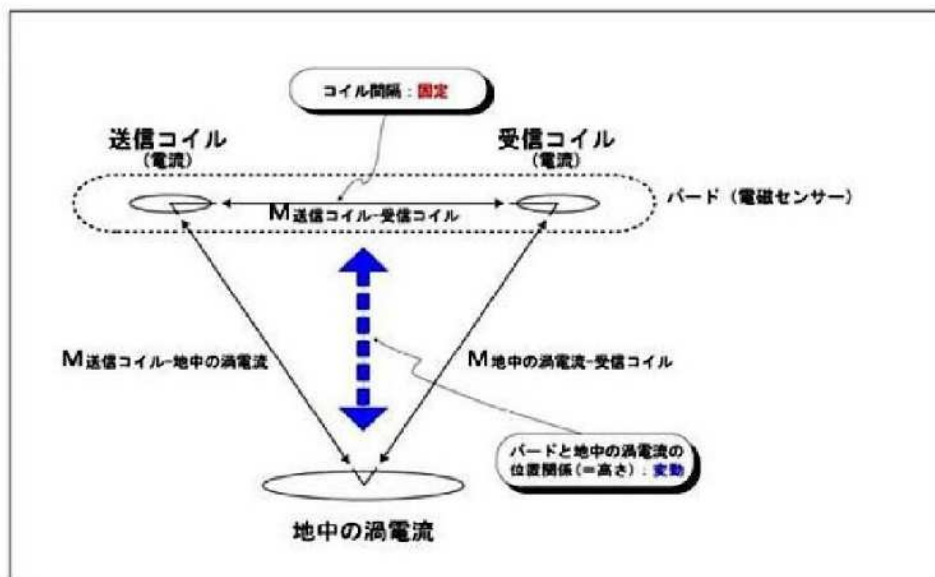 コイル間隔：固定
送信コイル
(電流)
受信コイル
(電流)
バード（電磁センサー）
M送信コイル-受信コイル
M送信コイル-地中の渦電流
M地中の渦電流-受信コイル
バードと地中の渦電流の
位置関係(＝高さ)：変動
地中の渦電流